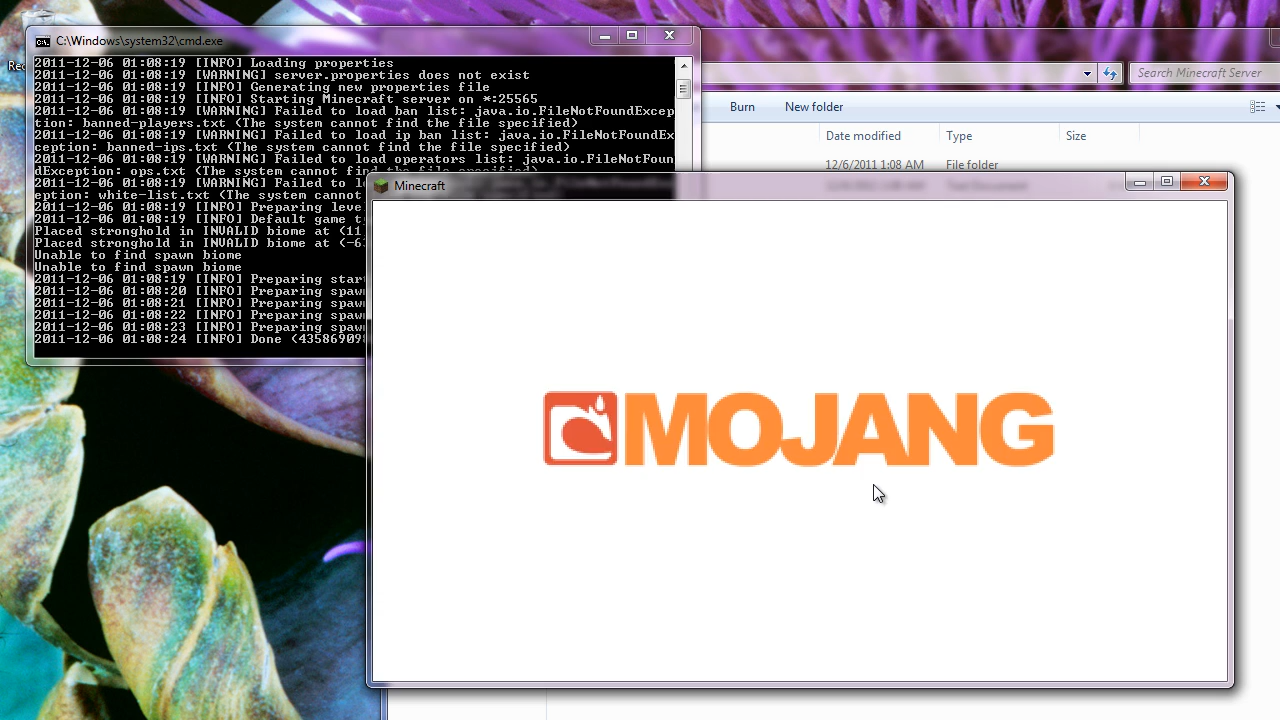 C:\Windows\system32\cmd.exe
2011-12-06 01:08:19 [INFO] Loading properties
2011-12-06 01:08:19 [WARNING] server.properties does not exist
2011-12-06 01:08:19 [INFO] Generating new properties file
2011-12-06 01:08:19 [INFO] Starting Minecraft server on *:25565
2011-12-06 01:08:19 [WARNING] Failed to load ban list: java.io.FileNotFoundExcep
tion: banned-players.txt (The system cannot find the file specified)
2011-12-06 01:08:19 [WARNING] Failed to load ip ban list: java.io.FileNotFoundEx
ception: banned-ips.txt (The system cannot find the file specified)
2011-12-06 01:08:19 [WARNING] Failed to load operators list: java.io.FileNotFoun
dException: ops.txt (The system cannot find the file specified)
2011-12-06 01:08:19 [WARNING] Failed to
eption: white-list.txt (The system cannot
2011-12-06 01:08:19 [INFO] Preparing leve
2011-12-06 01:08:19 [INFO] Default game t
Placed stronghold in INVALID biome at (11
Placed stronghold in INVALID biome at (-63
Unable to find spawn biome
Unable to find spawn biome
2011-12-06 01:08:19 [INFO] Preparing star
2011-12-06 01:08:20 [INFO] Preparing spaw
2011-12-06 01:08:21 [INFO] Preparing spaw
2011-12-06 01:08:22 [INFO] Preparing spaw
2011-12-06 01:08:23 [INFO] Preparing spaw
2011-12-06 01:08:24 [INFO] Done (43586909
Rec
Search Minecraft Server
Burn New folder
Date modified Type Size
12/6/2011 1:08 AM File folder
Minecraft
MOJANG